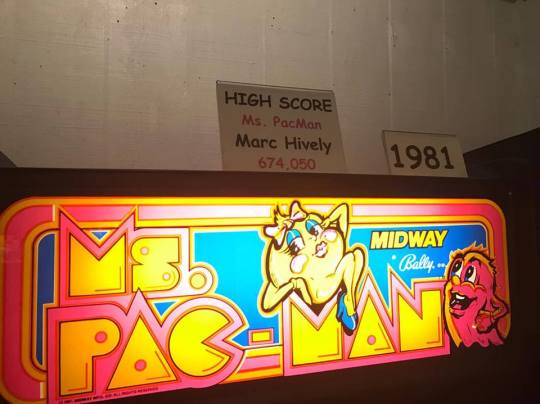 HIGH SCORE
Ms. PacMan
Marc Hively
674,050
1981
MS.
PAC-MAN
MIDWAY
Bally